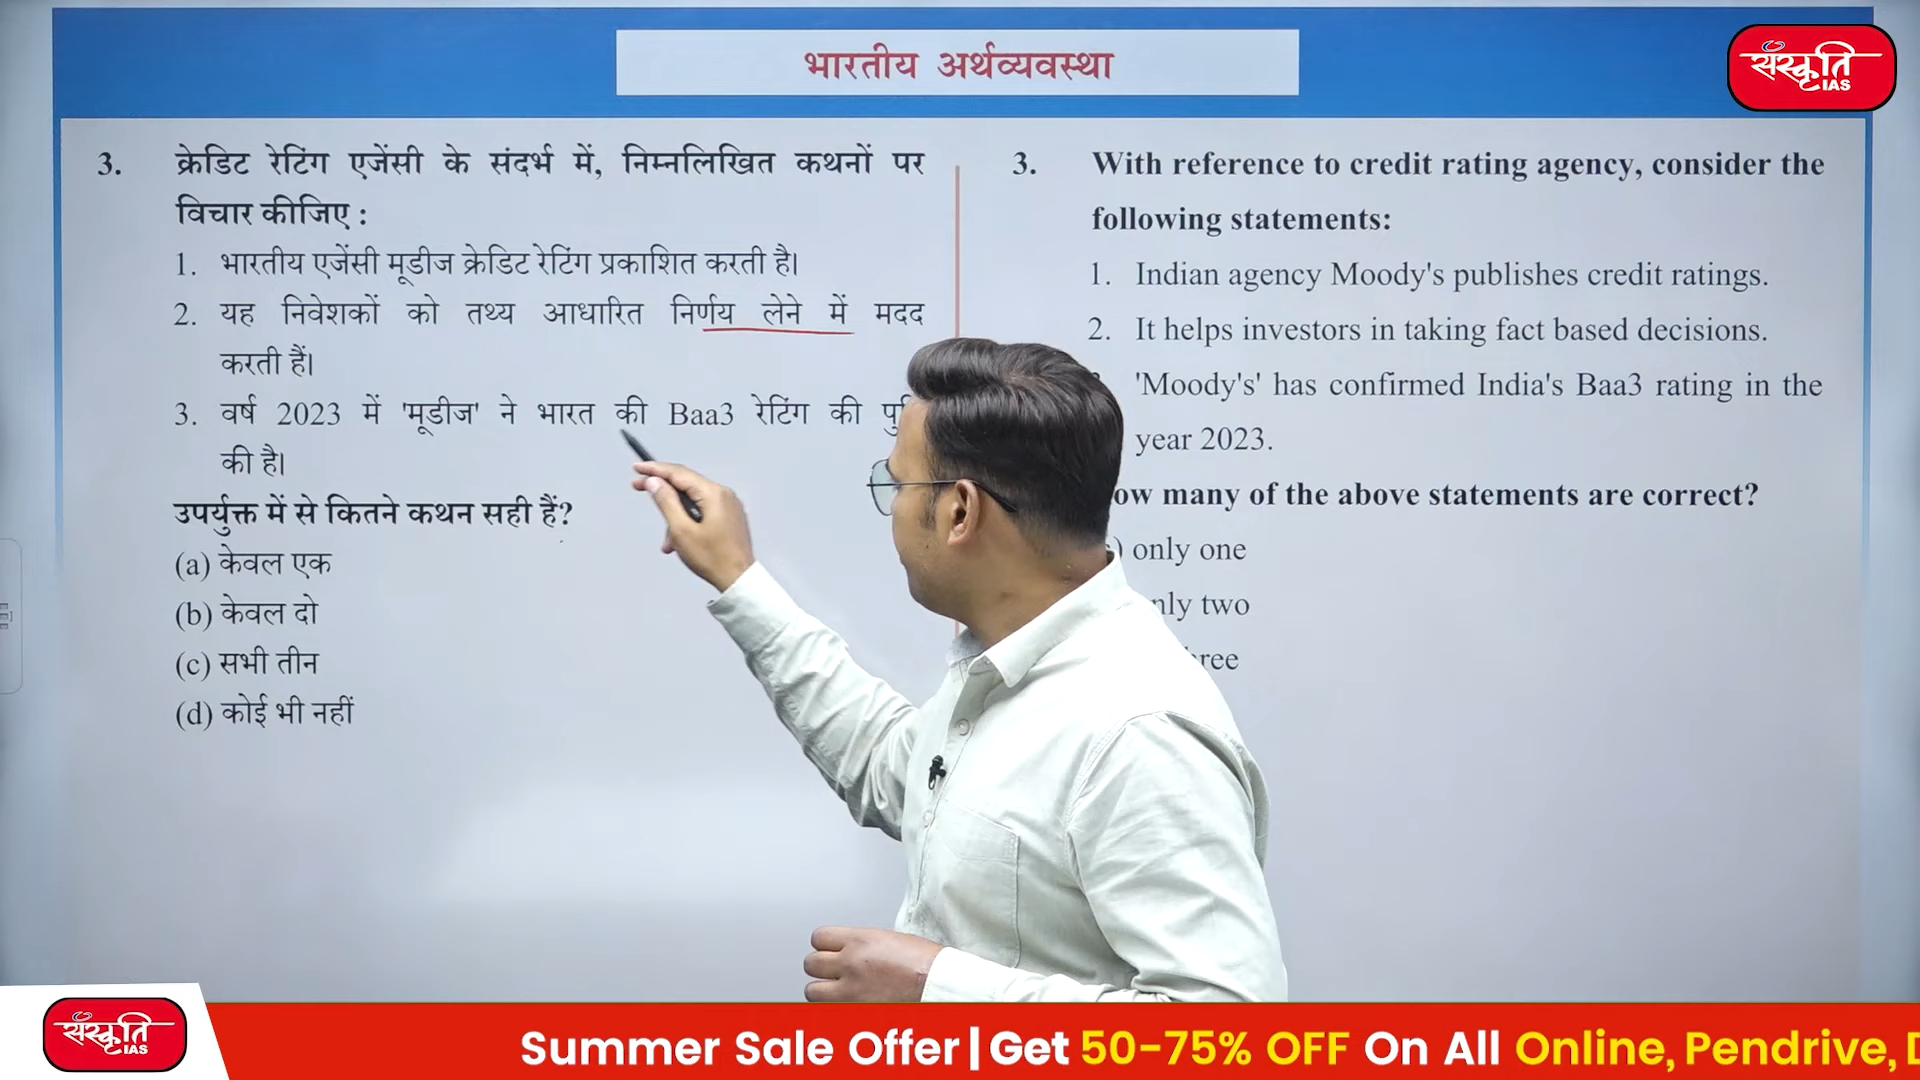 भारतीय अर्थव्यवस्था
संस्कृति
IAS
3. क्रेडिट रेटिंग एजेंसी के संदर्भ में, निम्नलिखित कथनों पर
विचार कीजिए :
1. भारतीय एजेंसी मूडीज क्रेडिट रेटिंग प्रकाशित करती है।
2. यह निवेशकों को तथ्य आधारित निर्णय लेने में मदद
करती हैं।
3. वर्ष 2023 में 'मूडीज' ने भारत की Baa3 रेटिंग की
की है।
उपर्युक्त में से कितने कथन सही हैं?
(a) केवल एक
(b) केवल दो
(c) सभी तीन
(d) कोई भी नहीं
3. With reference to credit rating agency, consider the
following statements:
1. Indian agency Moody's publishes credit ratings.
2. It helps investors in taking fact based decisions.
'Moody's' has confirmed India's Baa3 rating in the
year 2023.
many of the above statements are correct?
only one
two
संस्कृति
IAS
Summer Sale Offer | Get 50-75% OFF On All Online, Pendrive,